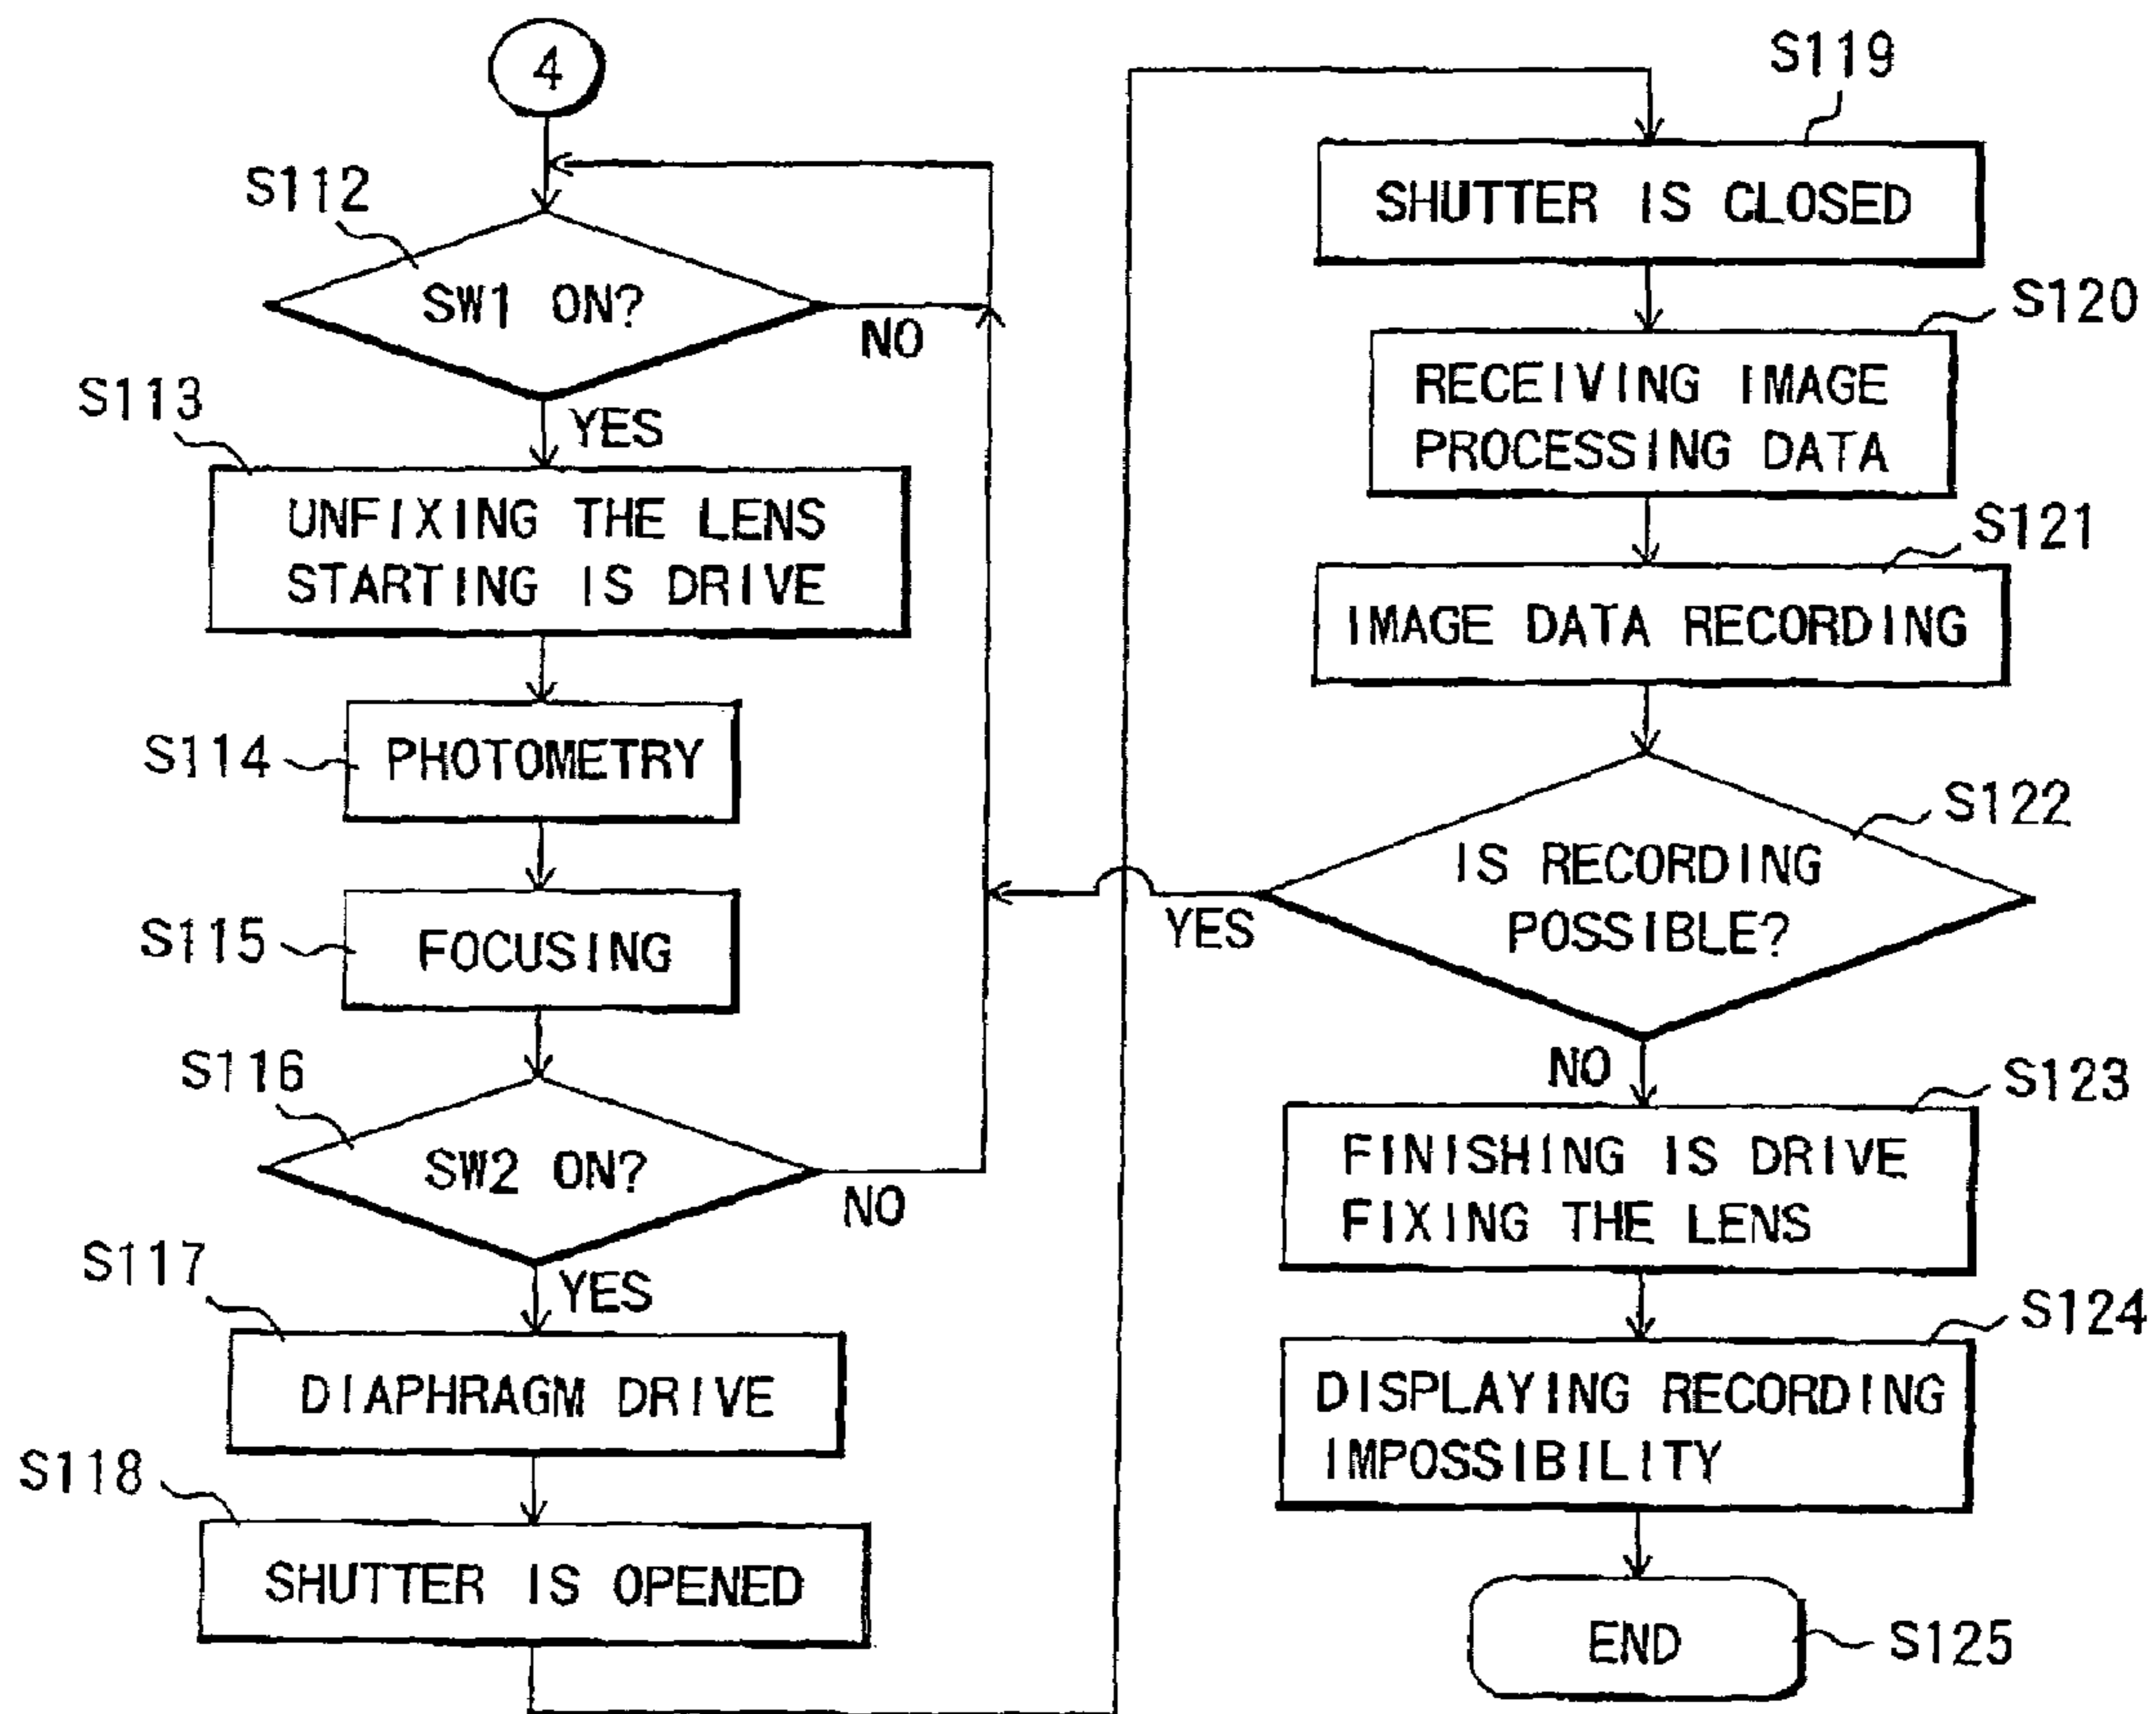 4
S112
SW1 ON?
NO
YES
S113
UNFIXING THE LENS
STARTING IS DRIVE
S114
PHOTOMETRY
S115
FOCUSING
S116
SW2 ON?
NO
YES
S117
DIAPHRAGM DRIVE
S118
SHUTTER IS OPENED
S119
SHUTTER IS CLOSED
S120
RECEIVING IMAGE
PROCESSING DATA
S121
IMAGE DATA RECORDING
S122
IS RECORDING
POSSIBLE?
YES
NO
S123
FINISHING IS DRIVE
FIXING THE LENS
S124
DISPLAYING RECORDING
IMPOSSIBILITY
END
S125